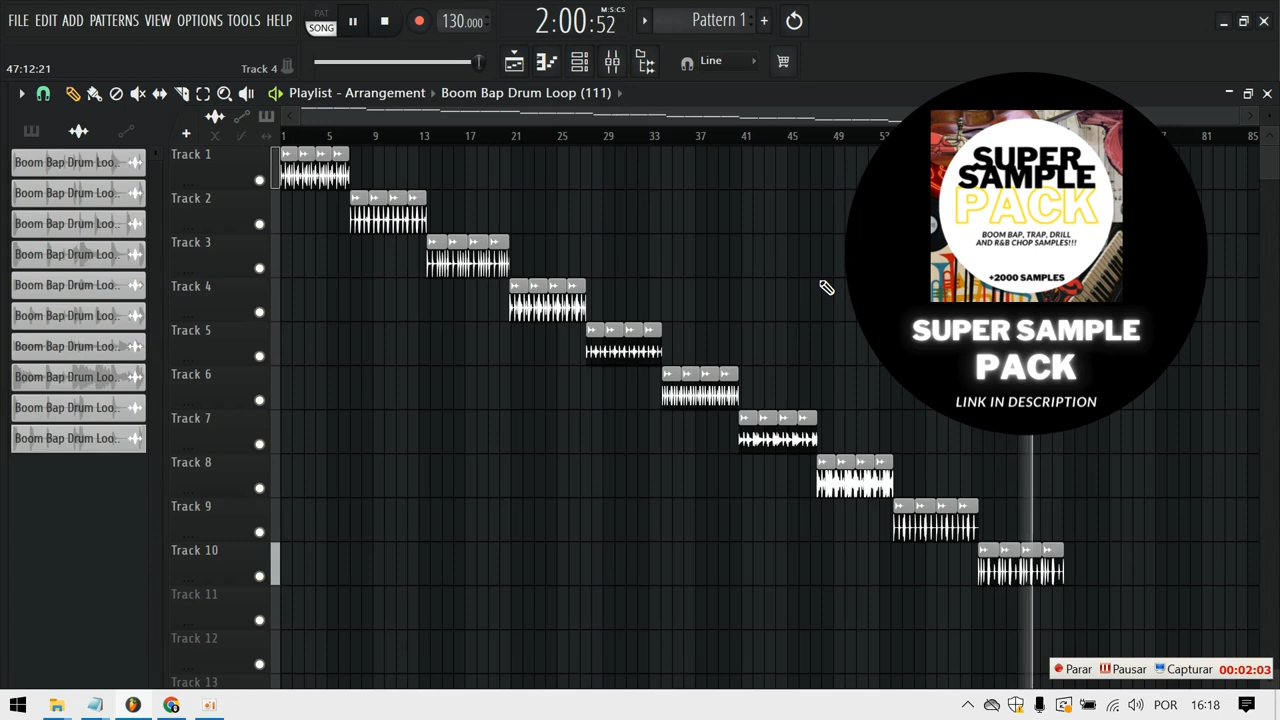 FILE EDIT ADD PATTERNS VIEW OPTIONS TOOLS HELP
PAT
SONG
130.000
2:00:52
M:S:CS
Pattern 1
47:12:21
Track 4
Line
Playlist - Arrangement
Boom Bap Drum Loop (111)
1 5 9 13 17 21 25 29 33 37 41 45 49 53 81 85
Boom Bap Drum Loo..
Boom Bap Drum Loo..
Boom Bap Drum Loo..
Boom Bap Drum Loo..
Boom Bap Drum Loo..
Boom Bap Drum Loo..
Boom Bap Drum Loo..
Boom Bap Drum Loo..
Boom Bap Drum Loo..
Boom Bap Drum Loo..
Track 1
Track 2
Track 3
Track 4
Track 5
Track 6
Track 7
Track 8
Track 9
Track 10
Track 11
Track 12
Track 13
SUPER
SAMPLE
PACK
BOOM BAP, TRAP, DRILL
AND R&B CHOP SAMPLES!!!
+2000 SAMPLES
SUPER SAMPLE
PACK
LINK IN DESCRIPTION
Parar Pausar Capturar 00:02:03
POR 16:18